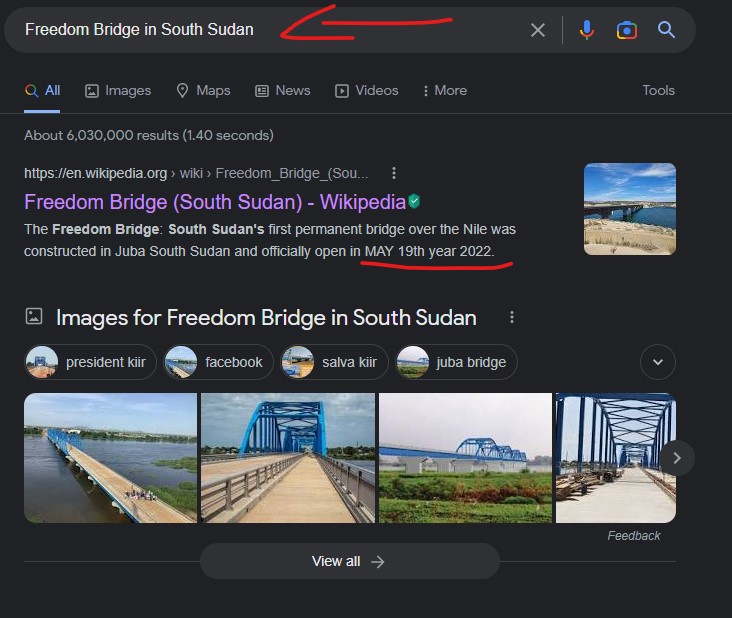 Freedom Bridge in South Sudan
All Images Maps News Videos More Tools
About 6,030,000 results (1.40 seconds)
https://en.wikipedia.org › wiki › Freedom_Bridge_(Sou...
Freedom Bridge (South Sudan) - Wikipedia
The Freedom Bridge: South Sudan's first permanent bridge over the Nile was
constructed in Juba South Sudan and officially open in MAY 19th year 2022.
Images for Freedom Bridge in South Sudan
president kiir facebook salva kiir juba bridge
Feedback
View all